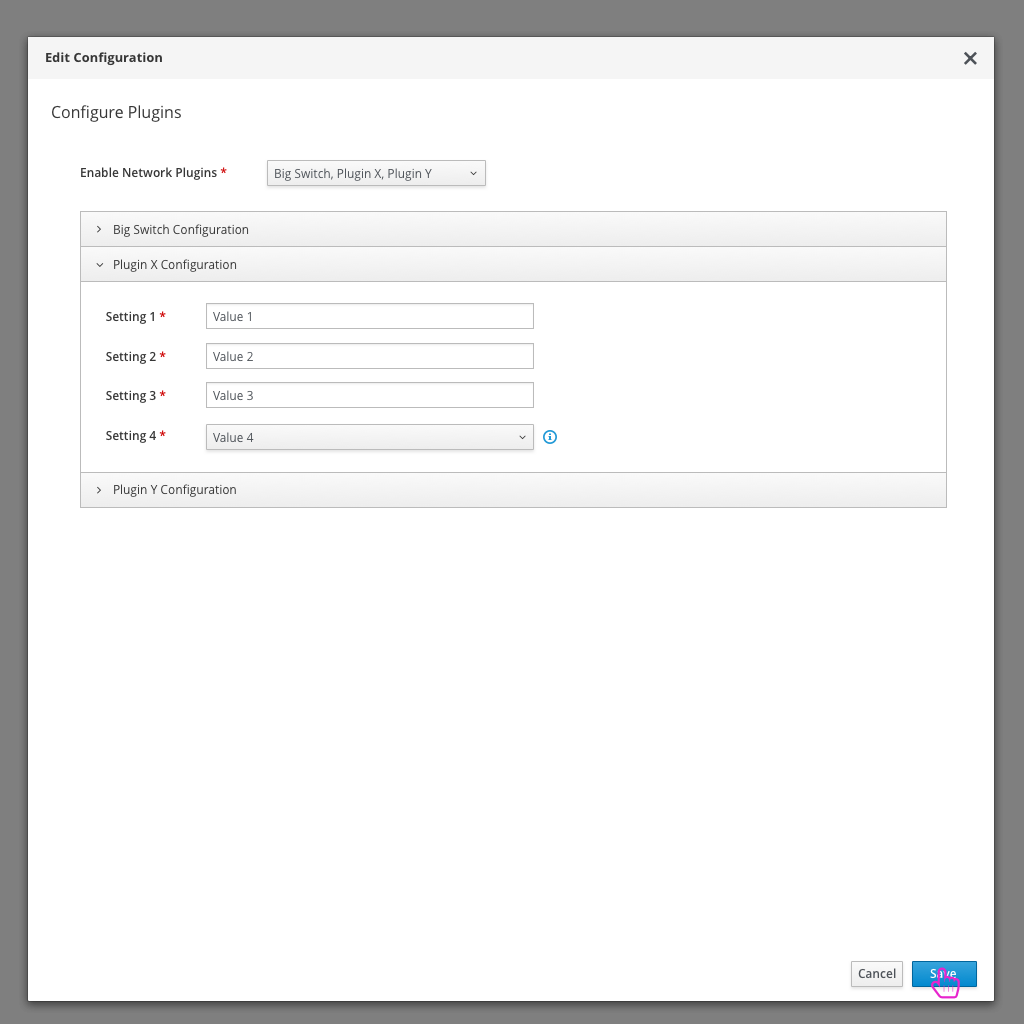 Edit Configuration
Configure Plugins
Enable Network Plugins * Big Switch, Plugin X, Plugin Y
Big Switch Configuration
Plugin X Configuration
Setting 1 * Value 1
Setting 2 * Value 2
Setting 3 * Value 3
Setting 4 * Value 4
Plugin Y Configuration
Cancel Save